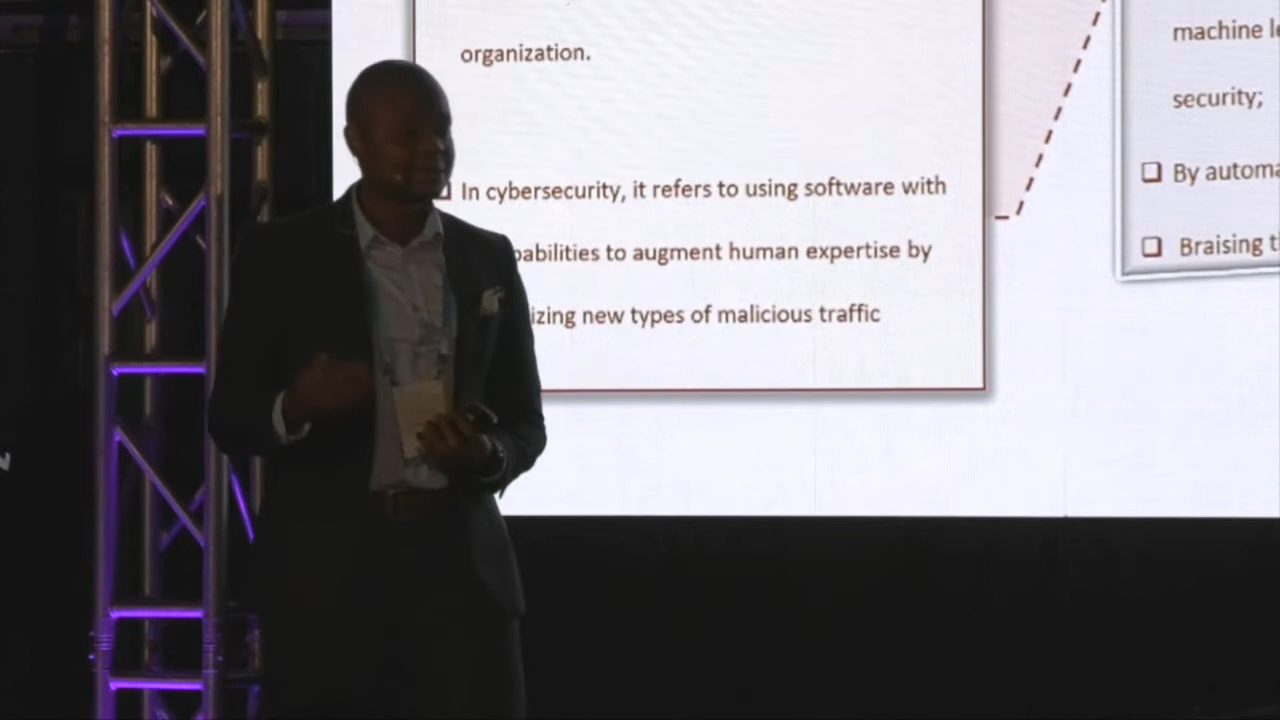 organization.
In cybersecurity, it refers to using software with
abilities to augment human expertise by
izing new types of malicious traffic
machine le
security;
By automa
Braising t